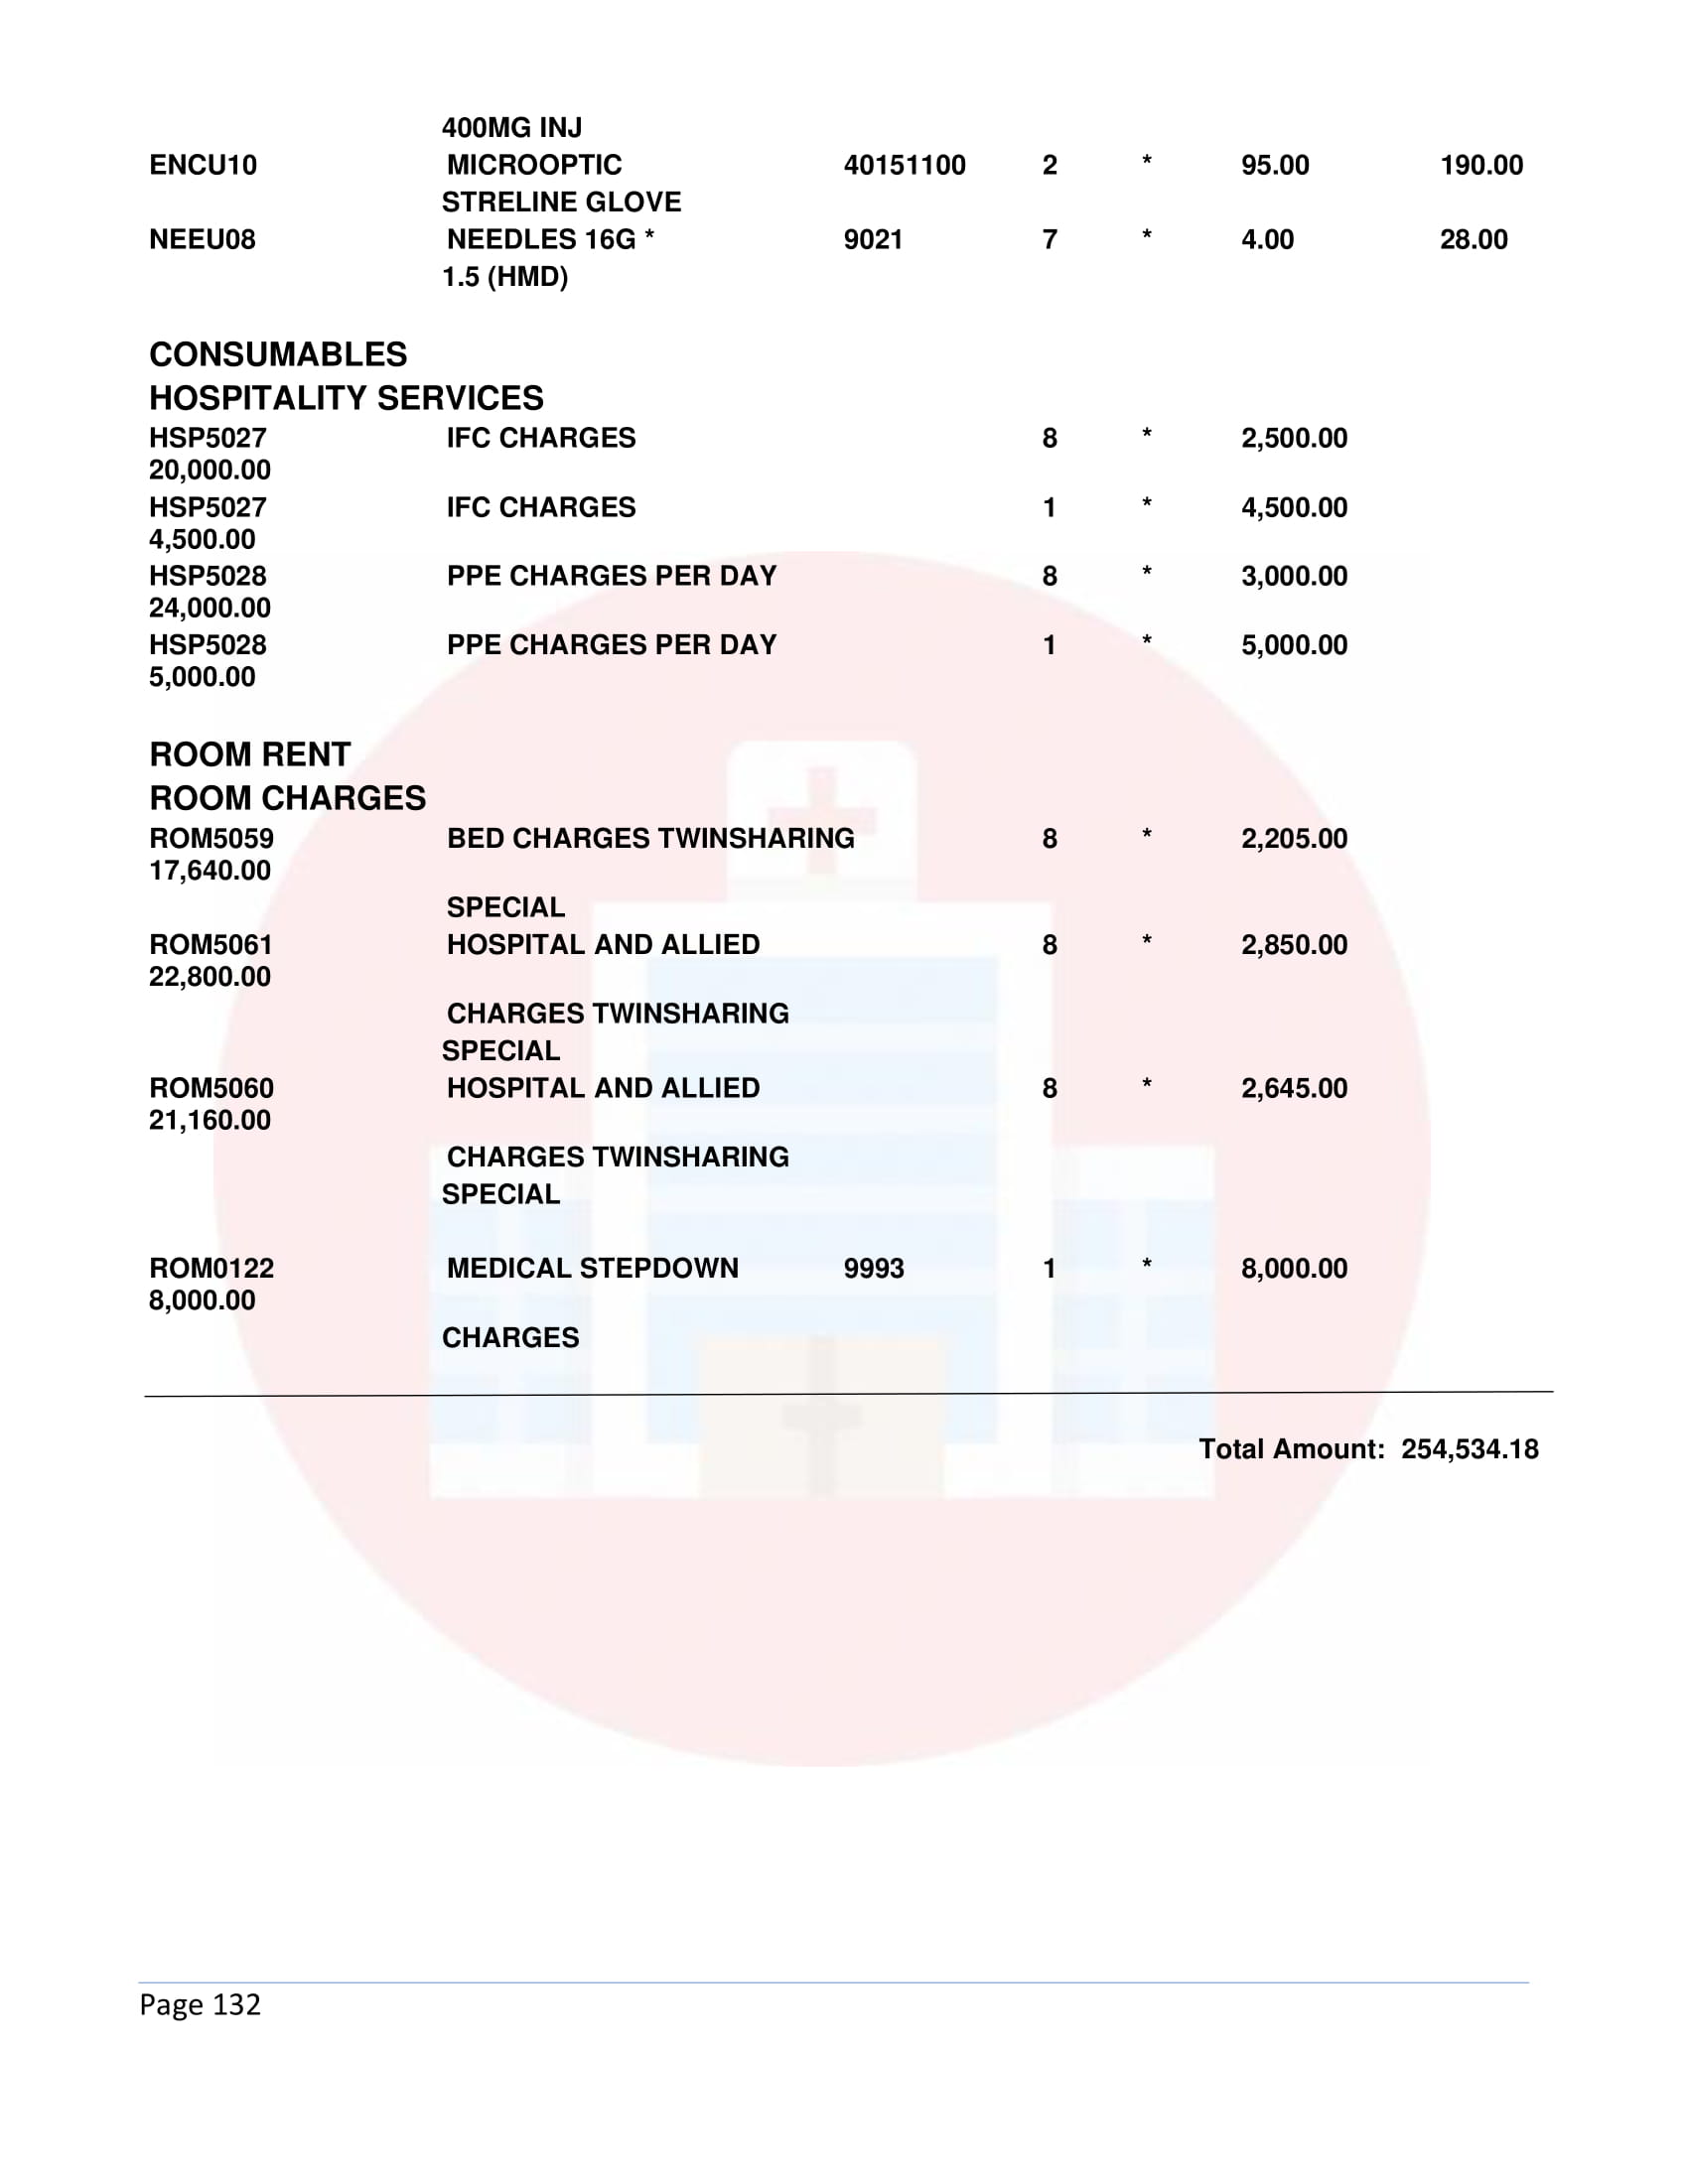 400MG INJ
ENCU10 MICROOPTIC 40151100 2 * 95.00 190.00
STRELINE GLOVE
NEEU08 NEEDLES 16G * 9021 7 * 4.00 28.00
1.5 (HMD)
CONSUMABLES
HOSPITALITY SERVICES
HSP5027 IFC CHARGES 8 * 2,500.00
20,000.00
HSP5027 IFC CHARGES 1 * 4,500.00
4,500.00
HSP5028 PPE CHARGES PER DAY 8 * 3,000.00
24,000.00
HSP5028 PPE CHARGES PER DAY 1 * 5,000.00
5,000.00
ROOM RENT
ROOM CHARGES
ROM5059 BED CHARGES TWINSHARING 8 * 2,205.00
17,640.00
SPECIAL
ROM5061 HOSPITAL AND ALLIED 8 * 2,850.00
22,800.00
CHARGES TWINSHARING
SPECIAL
ROM5060 HOSPITAL AND ALLIED 8 * 2,645.00
21,160.00
CHARGES TWINSHARING
SPECIAL
ROM0122 MEDICAL STEPDOWN 9993 1 * 8,000.00
8,000.00
CHARGES
Total Amount: 254,534.18
Page 132